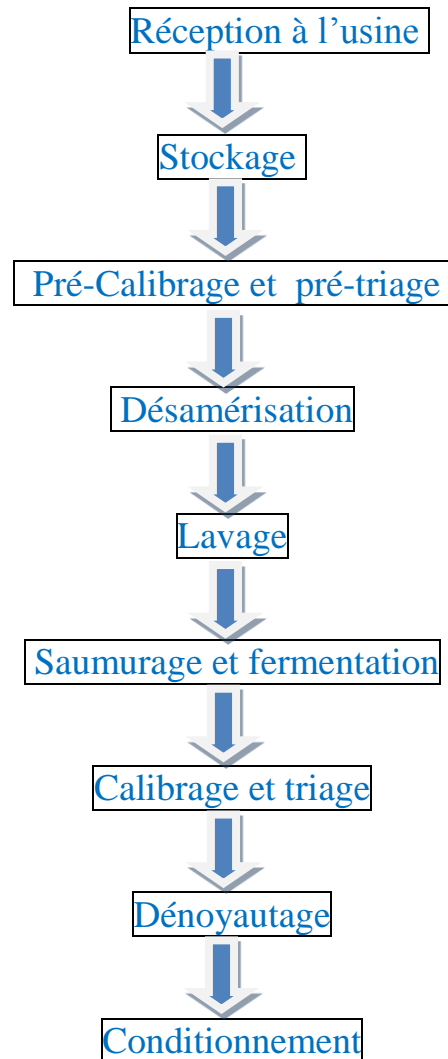 Réception à l'usine
Stockage
Pré-Calibrage et pré-triage
Désamérisation
Lavage
Saumurage et fermentation
Calibrage et triage
Dénoyautage
Conditionnement